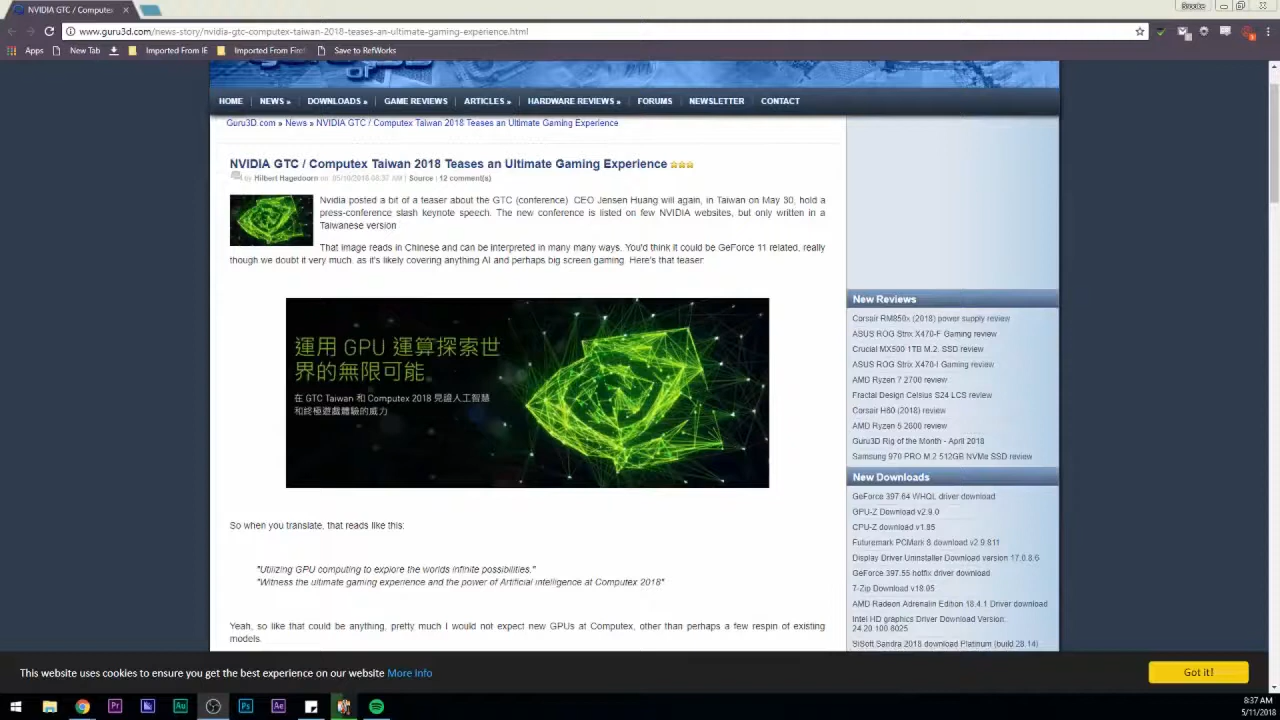 NVIDIA GTC / Computex
www.guru3d.com/news-story/nvidia-gtc-computex-taiwan-2018-teases-an-ultimate-gaming-experience.html
Apps New Tab Imported From IE Imported From Firef Save to RefWorks
HOME NEWS » DOWNLOADS » GAME REVIEWS ARTICLES » HARDWARE REVIEWS » FORUMS NEWSLETTER CONTACT
Guru3D.com » News » NVIDIA GTC / Computex Taiwan 2018 Teases an Ultimate Gaming Experience
NVIDIA GTC / Computex Taiwan 2018 Teases an Ultimate Gaming Experience
by Hilbert Hagedoorn on 05/10/2018 08:37 AM | Source | 12 comment(s)
Nvidia posted a bit of a teaser about the GTC (conference). CEO Jensen Huang will again, in Taiwan on May 30, hold a
press-conference slash keynote speech. The new conference is listed on few NVIDIA websites, but only written in a
Taiwanese version
That image reads in Chinese and can be interpreted in many many ways. You'd think it could be GeForce 11 related, really
though we doubt it very much. as it's likely covering anything AI and perhaps big screen gaming. Here's that teaser:
運用 GPU 運算探索世
界的無限可能
在 GTC Taiwan 和 Computex 2018 見證人工智慧
和終極遊戲體驗的威力
So when you translate, that reads like this:
"Utilizing GPU computing to explore the worlds infinite possibilities."
"Witness the ultimate gaming experience and the power of Artificial intelligence at Computex 2018"
Yeah, so like that could be anything, pretty much I would not expect new GPUs at Computex, other than perhaps a few respin of existing
models.
New Reviews
Corsair RM850x (2018) power supply review
ASUS ROG Strix X470-F Gaming review
Crucial MX500 1TB M.2. SSD review
ASUS ROG Strix X470-I Gaming review
AMD Ryzen 7 2700 review
Fractal Design Celsius S24 LCS review
Corsair H60 (2018) review
AMD Ryzen 5 2600 review
Guru3D Rig of the Month - April 2018
Samsung 970 PRO M.2 512GB NVMe SSD review
New Downloads
GeForce 397.64 WHQL driver download
GPU-Z Download v2.9.0
CPU-Z download v1.85
Futuremark PCMark 8 download v2.9.811
Display Driver Uninstaller Download version 17.0.8.6
GeForce 397.55 hotfix driver download
7-Zip Download v18.05
AMD Radeon Adrenalin Edition 18.4.1 Driver download
Intel HD graphics Driver Download Version:
24.20.100.6025
SiSoft Sandra 2018 download Platinum (build 28.14)
This website uses cookies to ensure you get the best experience on our website More info
Got it!
Pr Au Ps Ae
8:37 AM
5/11/2018